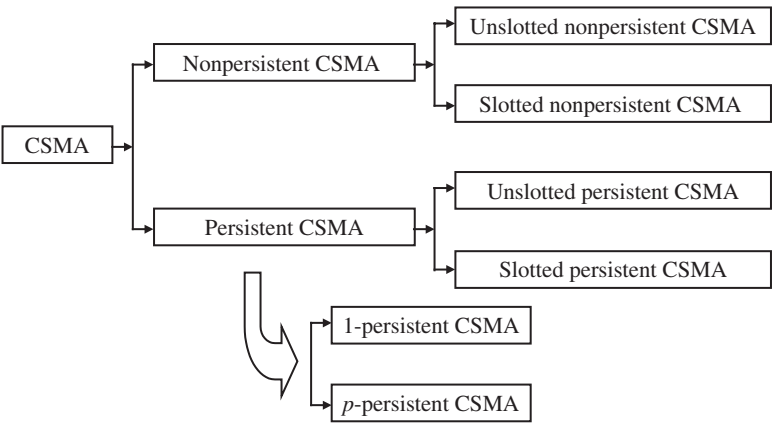 Unslotted nonpersistent CSMA
Nonpersistent CSMA
Slotted nonpersistent CSMA
CSMA
Unslotted persistent CSMA
Persistent CSMA
Slotted persistent CSMA
1-persistent CSMA
p-persistent CSMA